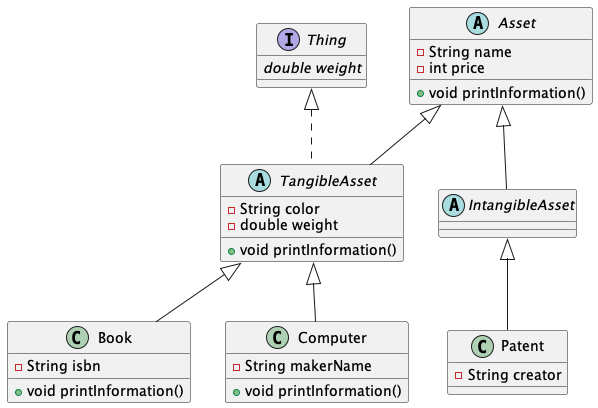 I Thing
double weight
A Asset
String name
int price
void printInformation()
A TangibleAsset
String color
double weight
void printInformation()
A IntangibleAsset
C Book
String isbn
void printInformation()
C Computer
String makerName
void printInformation()
C Patent
String creator